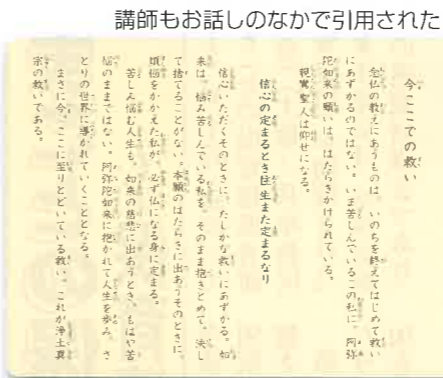 講師もお話しのなかで引用された
今ここでの救い
念仏の教えにあうものは、いのちを終えてはじめて救い
にあずかるのではない。いま苦しんでいるこの私に、阿弥
陀如来の願いは、はたらきかけられている。
親鸞聖人は仰せになる。
信心の定まるとき往生また定まるなり
信心いただくそのときに、たしかな救いにあずかる。如
来は、悩み苦しんでいる私を、そのまま抱きとめて、決し
て捨てることがない。本願のはたらきに出あうそのときに、
煩悩をかかえた私が、必ず仏になる身に定まる。
苦しみ悩む人生も、如来の慈悲に出あうとき、もはや苦
悩のままではない。阿弥陀如来に抱かれて人生を歩み、さ
とりの世界に導かれていくこととなる。
まさに今、ここに至りとどいている救い、これが浄土真
宗の救いである。